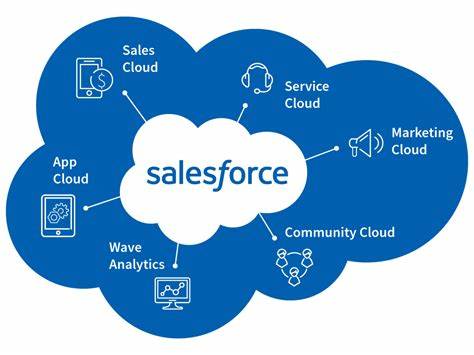 Sales
Cloud
Service
Cloud
Marketing
Cloud
App
Cloud
salesforce
Community Cloud
Wave
Analytics
$